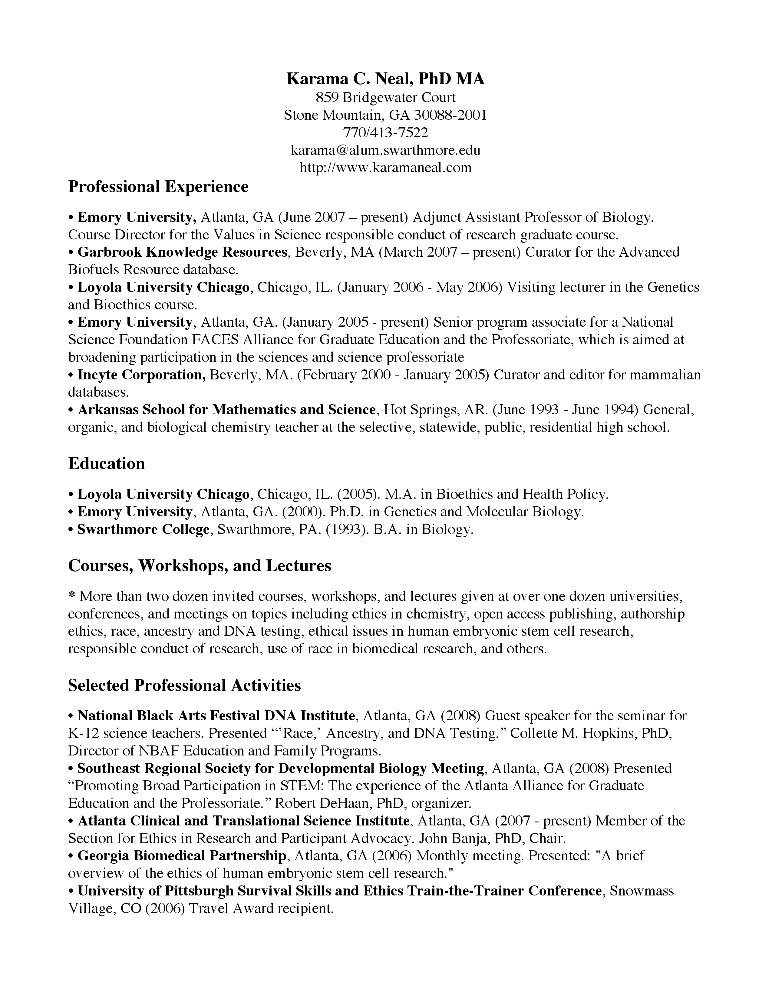 Karama C. Neal, PhD MA
859 Bridgewater Court
Stone Mountain, GA 30088-2001
770/413-7522
karama@alum.swarthmore.edu
http://www.karamaneal.com
Professional Experience
• Emory University, Atlanta, GA (June 2007 – present) Adjunct Assistant Professor of Biology.
Course Director for the Values in Science responsible conduct of research graduate course.
• Garbrook Knowledge Resources, Beverly, MA (March 2007 – present) Curator for the Advanced
Biofuels Resource database.
• Loyola University Chicago, Chicago, IL. (January 2006 - May 2006) Visiting lecturer in the Genetics
and Bioethics course.
• Emory University, Atlanta, GA. (January 2005 - present) Senior program associate for a National
Science Foundation FACES Alliance for Graduate Education and the Professoriate, which is aimed at
broadening participation in the sciences and science professoriate
• Incyte Corporation, Beverly, MA. (February 2000 - January 2005) Curator and editor for mammalian
databases.
• Arkansas School for Mathematics and Science, Hot Springs, AR. (June 1993 - June 1994) General,
organic, and biological chemistry teacher at the selective, statewide, public, residential high school.
Education
• Loyola University Chicago, Chicago, IL. (2005). M.A. in Bioethics and Health Policy.
• Emory University, Atlanta, GA. (2000). Ph.D. in Genetics and Molecular Biology.
• Swarthmore College, Swarthmore, PA. (1993). B.A. in Biology.
Courses, Workshops, and Lectures
* More than two dozen invited courses, workshops, and lectures given at over one dozen universities,
conferences, and meetings on topics including ethics in chemistry, open access publishing, authorship
ethics, race, ancestry and DNA testing, ethical issues in human embryonic stem cell research,
responsible conduct of research, use of race in biomedical research, and others.
Selected Professional Activities
• National Black Arts Festival DNA Institute, Atlanta, GA (2008) Guest speaker for the seminar for
K-12 science teachers. Presented “‘Race,’ Ancestry, and DNA Testing.” Collette M. Hopkins, PhD,
Director of NBAF Education and Family Programs.
• Southeast Regional Society for Developmental Biology Meeting, Atlanta, GA (2008) Presented
“Promoting Broad Participation in STEM: The experience of the Atlanta Alliance for Graduate
Education and the Professoriate.” Robert DeHaan, PhD, organizer.
• Atlanta Clinical and Translational Science Institute, Atlanta, GA (2007 - present) Member of the
Section for Ethics in Research and Participant Advocacy. John Banja, PhD, Chair.
• Georgia Biomedical Partnership, Atlanta, GA (2006) Monthly meeting. Presented: "A brief
overview of the ethics of human embryonic stem cell research."
• University of Pittsburgh Survival Skills and Ethics Train-the-Trainer Conference, Snowmass
Village, CO (2006) Travel Award recipient.